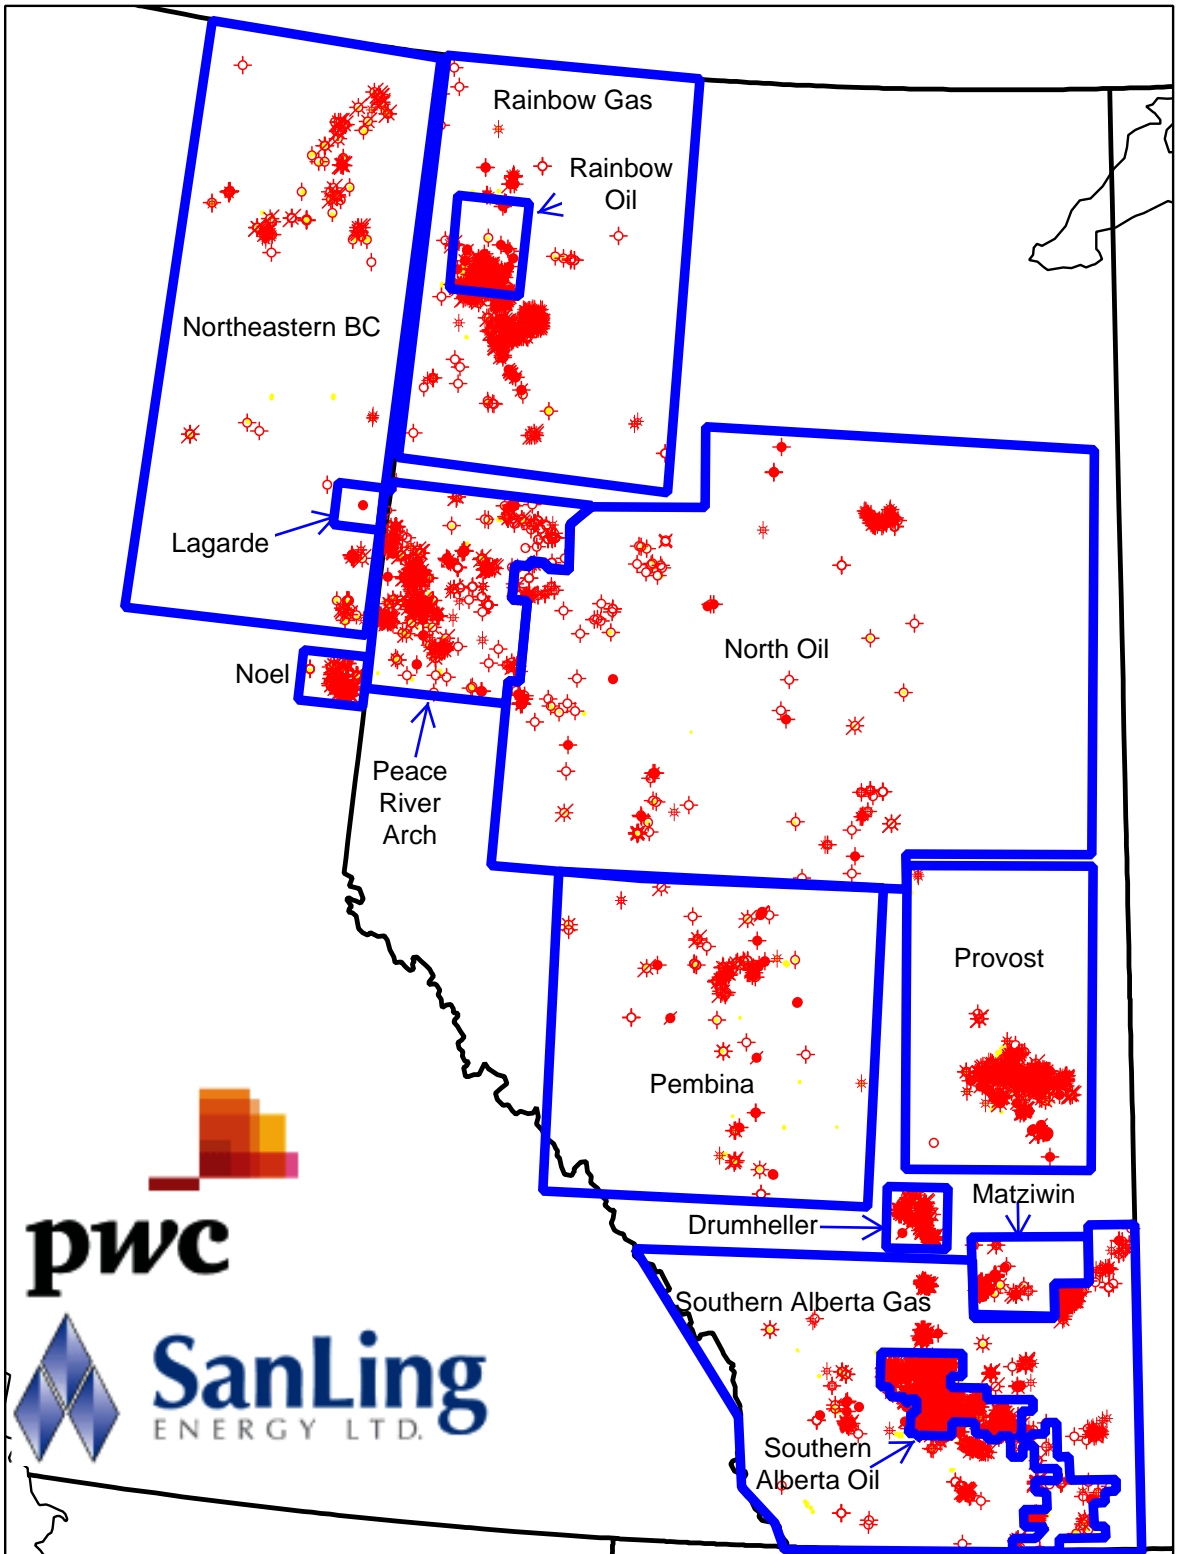 Rainbow Gas
Rainbow
Oil
Northeastern BC
Lagarde
North Oil
Noel
Peace
River
Arch
Provost
Pembina
Matziwin
Drumheller
pwc
Southern Alberta Gas
SanLing
ENERGY LTD.
Southern
Alberta Oil